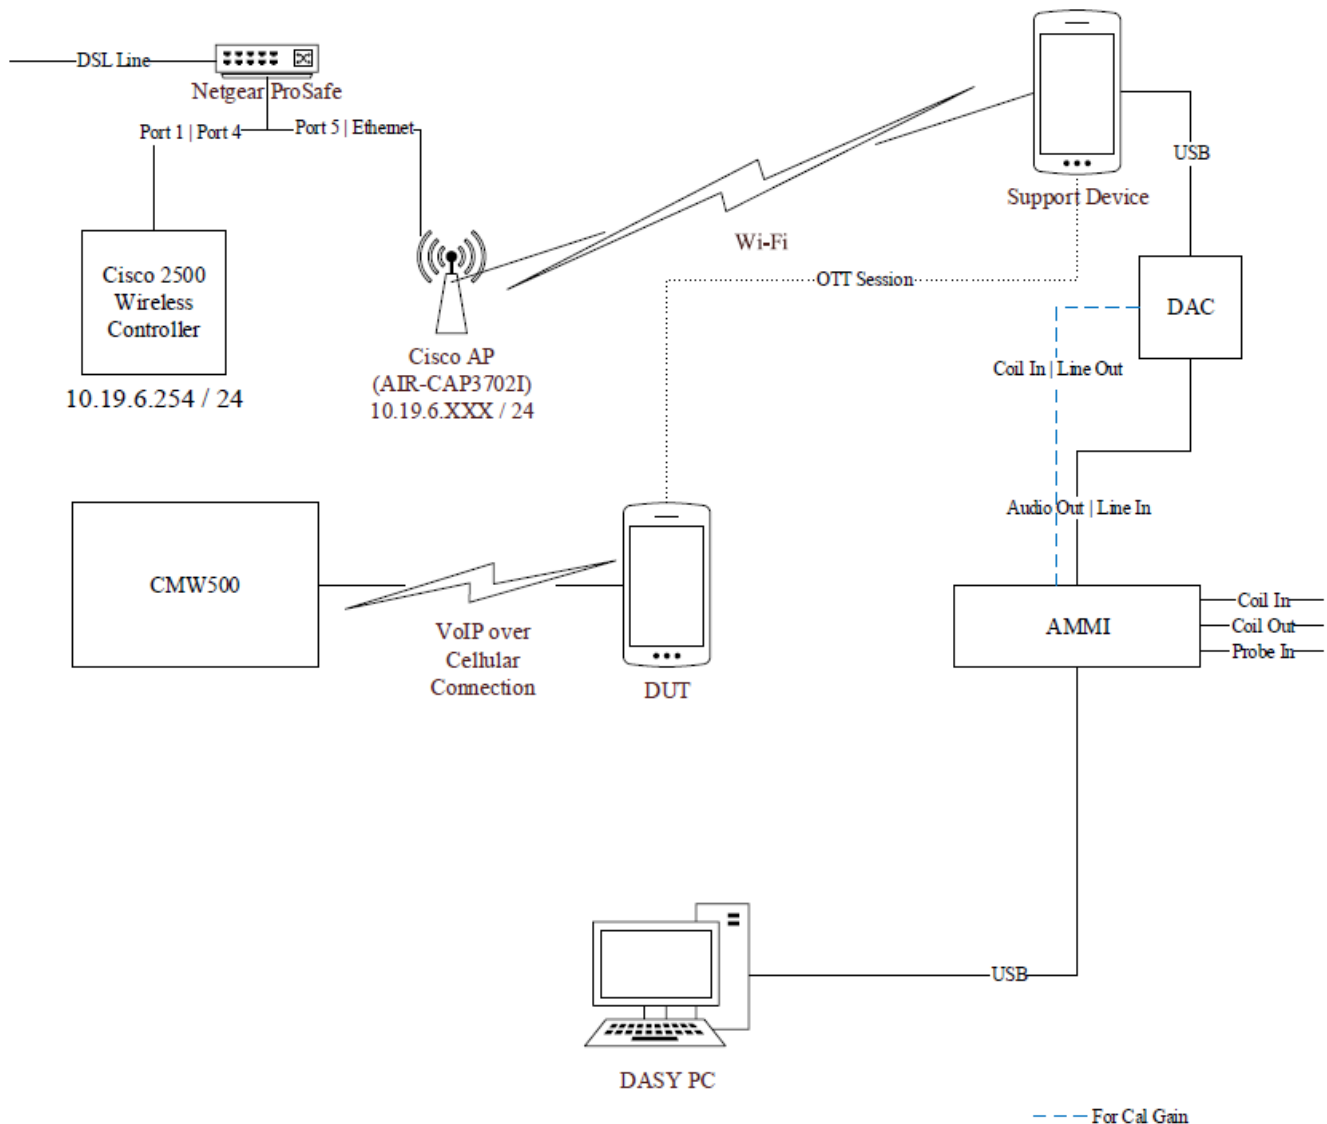 DSL Line
Netgear ProSafe
Port 1 | Port 4
Port 5 | Ethernet
USB
Support Device
Wi-Fi
Cisco 2500
Wireless
Controller
10.19.6.254 / 24
Cisco AP
(AIR-CAP3702I)
10.19.6.XXX / 24
OTT Session
DAC
Coil In | Line Out
Audio Out | Line In
CMW500
VoIP over
Cellular
Connection
DUT
AMMI
Coil In
Coil Out
Probe In
USB
DASY PC
For Cal Gain